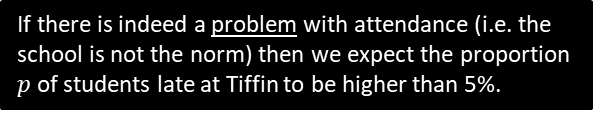 If there is indeed a problem with attendance (i.e. the
school is not the norm) then we expect the proportion
𝑝 of students late at Tiffin to be higher than 5%.